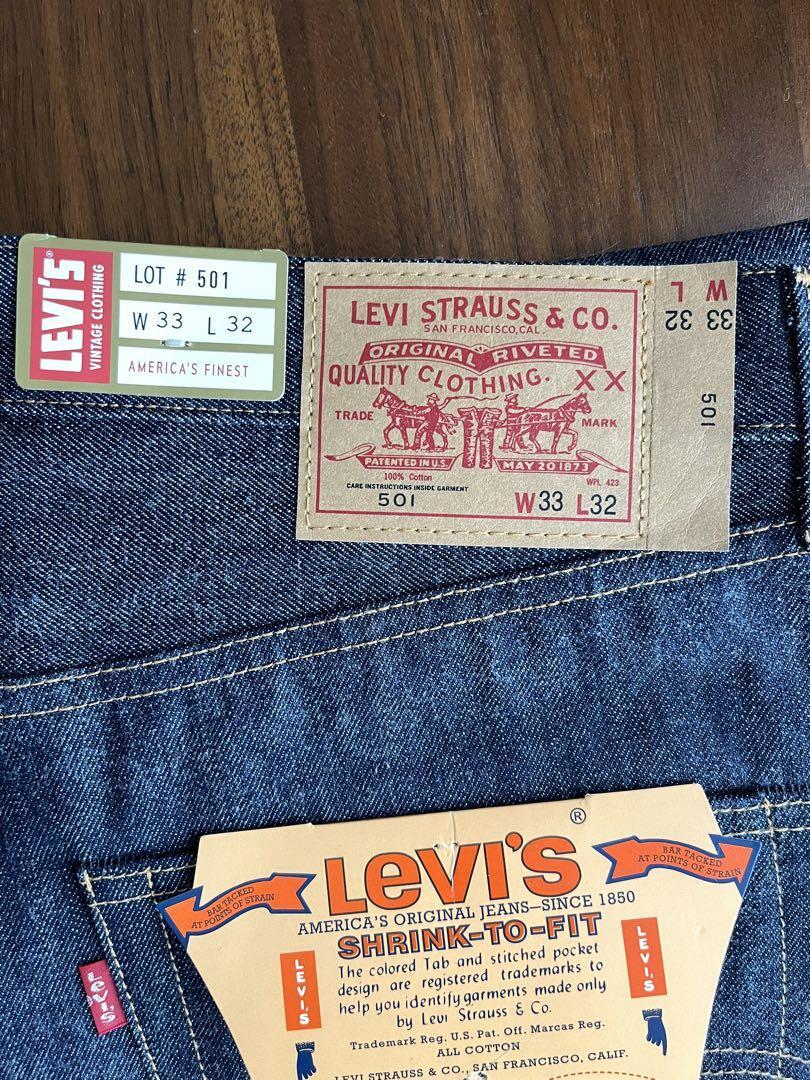 LEVI'S®
VINTAGE CLOTHING
LOT # 501
W 33 L 32
AMERICA'S FINEST
LEVI STRAUSS & CO.
SAN FRANCISCO, CAL.
ORIGINAL RIVETED
QUALITY CLOTHING. XX
TRADE MARK
PATENTED IN U.S. MAY 20 1873
100% Cotton
WPL 423
CARE INSTRUCTIONS INSIDE GARMENT
501 W33 L32
W L
33 32
501
LEVI'S®
BAR TACKED
AT POINTS OF STRAIN
BAR TACKED
AT POINTS OF STRAIN
AMERICA'S ORIGINAL JEANS—SINCE 1850
SHRINK-TO-FIT
LEVI'S
LEVI'S
The colored Tab and stitched pocket
design are registered trademarks to
help you identify garments made only
by Levi Strauss & Co.
Trademark Reg. U.S. Pat. Off. Marcas Reg.
ALL COTTON
LEVI STRAUSS & CO., SAN FRANCISCO, CALIF.
LEVI'S